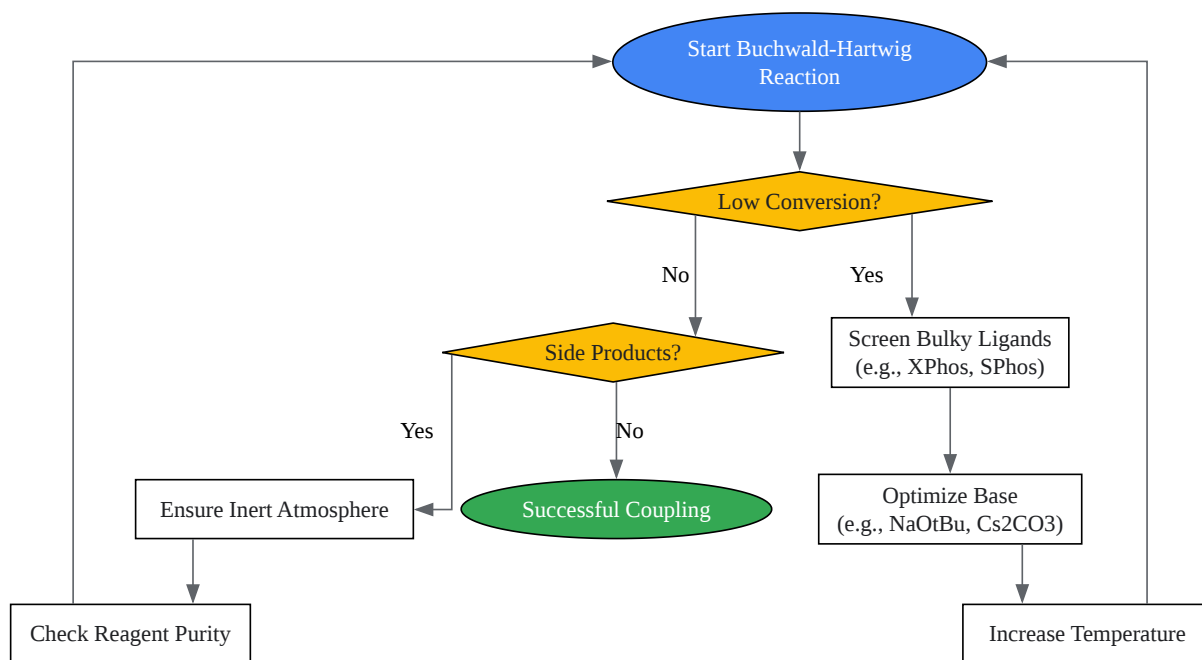 Start Buchwald-Hartwig
Reaction
Low Conversion?
No
Yes
Side Products?
Screen Bulky Ligands
(e.g., XPhos, SPhos)
Yes
No
Ensure Inert Atmosphere
Successful Coupling
Optimize Base
(e.g., NaOtBu, Cs2CO3)
Check Reagent Purity
Increase Temperature